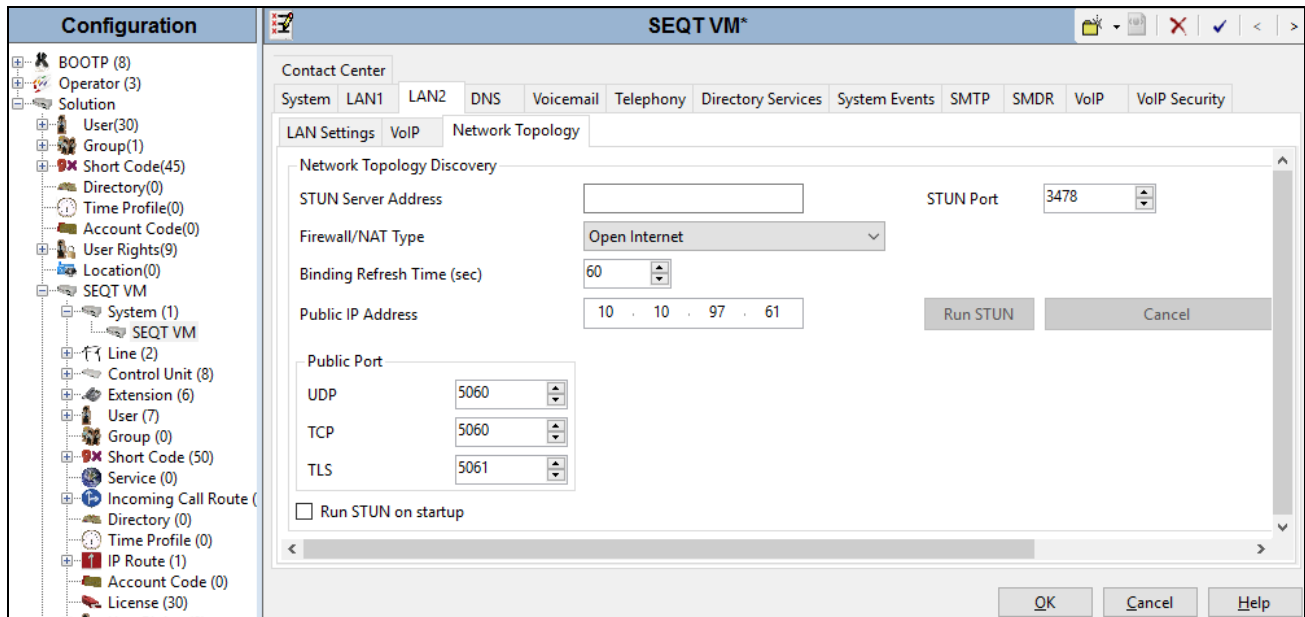 Configuration
BOOTP (8)
Operator (3)
Solution
User(30)
Group(1)
Short Code(45)
Directory(0)
Time Profile(0)
Account Code(0)
User Rights(9)
Location(0)
SEQT VM
System (1)
SEQT VM
Line (2)
Control Unit (8)
Extension (6)
User (7)
Group (0)
Short Code (50)
Service (0)
Incoming Call Route (
Directory (0)
Time Profile (0)
IP Route (1)
Account Code (0)
License (30)
SEQT VM*
Contact Center
System LAN1 LAN2 DNS Voicemail Telephony Directory Services System Events SMTP SMDR VoIP VoIP Security
LAN Settings VoIP Network Topology
Network Topology Discovery
STUN Server Address STUN Port 3478
Firewall/NAT Type Open Internet
Binding Refresh Time (sec) 60
Public IP Address 10 . 10 . 97 . 61 Run STUN Cancel
Public Port
UDP 5060
TCP 5060
TLS 5061
Run STUN on startup
OK Cancel Help